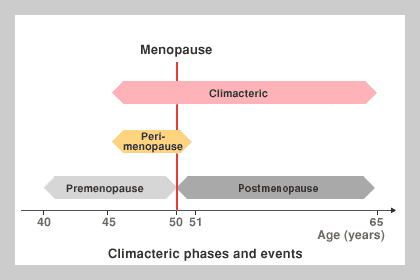 Menopause
Climacteric
Peri-
menopause
Premenopause
Postmenopause
40 45 50 51 65
Age (years)
Climacteric phases and events